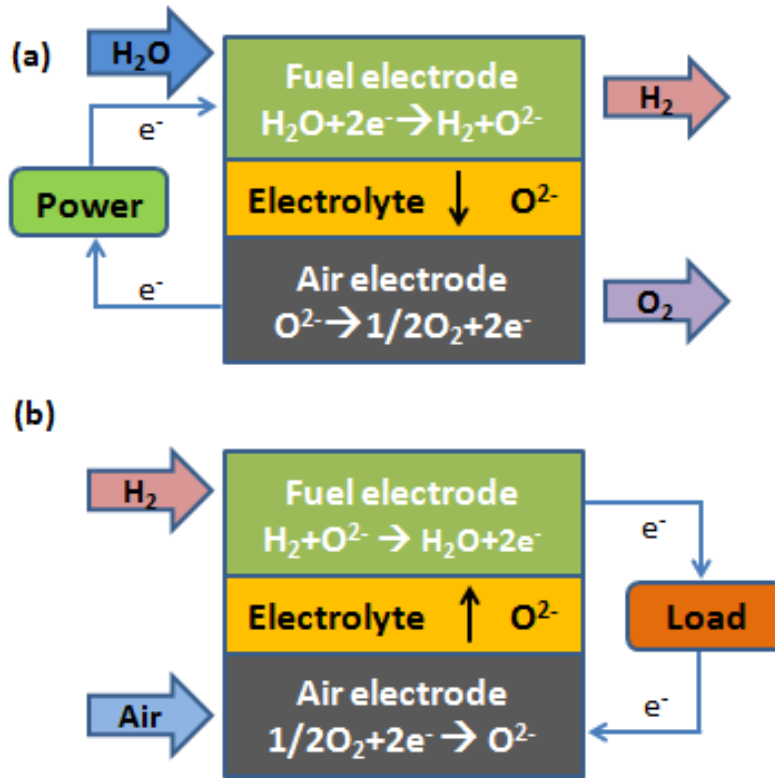 (a)
H₂O
Fuel electrode
H₂O+2e⁻→H₂+O²⁻
H₂
e⁻
Power
Electrolyte ↓ O²⁻
e⁻
Air electrode
O²⁻→1/2O₂+2e⁻
O₂
(b)
H₂
Fuel electrode
H₂+O²⁻ → H₂O+2e⁻
e⁻
Electrolyte ↑ O²⁻
Load
Air
Air electrode
1/2O₂+2e⁻→ O²⁻
e⁻